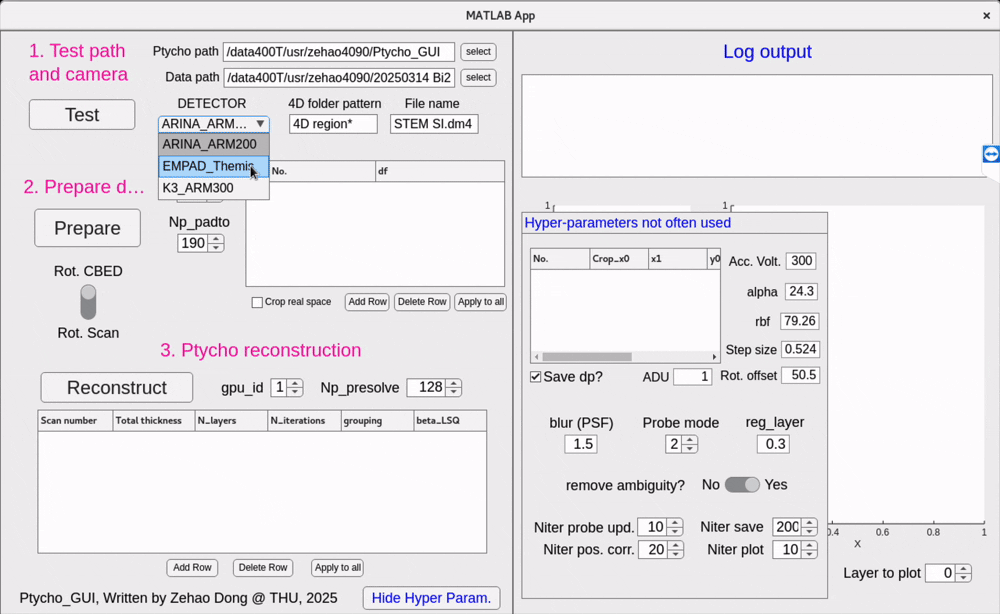 MATLAB App
1. Test path
and camera
Test
Ptycho path
/data400T/usr/zehao4090/Ptycho_GUI
select
Data path
/data400T/usr/zehao4090/20250314 Bi2
select
DETECTOR
4D folder pattern
File name
ARINA_ARM...
4D region*
STEM SI.dm4
ARINA_ARM200
EMPAD_Themis
K3_ARM300
No.
df
2. Prepare d...
Prepare
Np_padto
190
Rot. CBED
Rot. Scan
Crop real space
Add Row
Delete Row
Apply to all
3. Ptycho reconstruction
Reconstruct
gpu_id
1
Np_presolve
128
Scan number
Total thickness
N_layers
N_iterations
grouping
beta_LSQ
Add Row
Delete Row
Apply to all
Ptycho_GUI, Written by Zehao Dong @ THU, 2025
Hide Hyper Param.
Log output
1
1
Hyper-parameters not often used
No.
Crop_x0
x1
y0
Acc. Volt.
300
alpha
24.3
rbf
79.26
Step size
0.524
Save dp?
ADU
1
Rot. offset
50.5
blur (PSF)
Probe mode
reg_layer
1.5
2
0.3
remove ambiguity?
No
Yes
Niter probe upd.
10
Niter save
200
Niter pos. corr.
20
Niter plot
10
0.4
0.6
0.8
1
X
Layer to plot
0